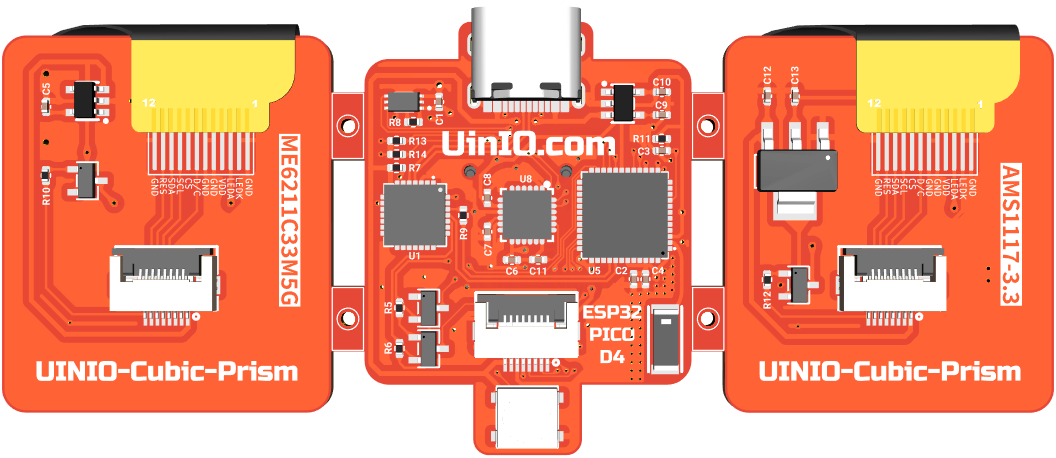 12 1
C5
R10
GND
RES
SDA
SCL
CS
D/C
GND
GND
VDD
LEDA
LEDK
GND
ME6211C33M5G
UINIO-Cubic-Prism
C1
R8
C10
C9
UinIO.com
R13
R14
R7
R11
C3
C8
U8
R9
C7
U1
C6 C11
U5 C2 C4
R5
R6
ESP32
PICO
D4
C12 C13
12 1
GND
RES
SDA
SCL
CS
D/C
GND
GND
VDD
LEDA
LEDK
GND
AMS1117-3.3
R12
UINIO-Cubic-Prism